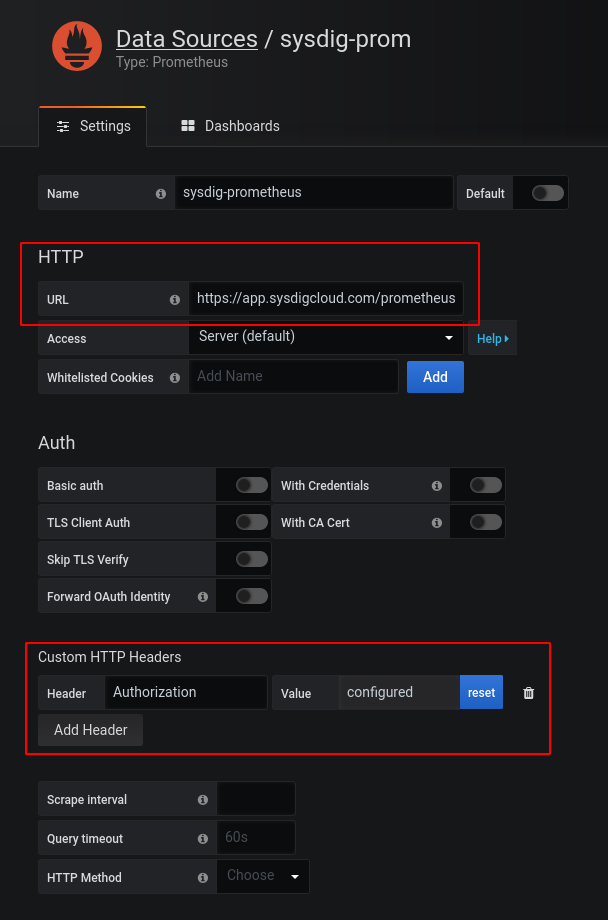 Data Sources / sysdig-prom
Type: Prometheus
Settings Dashboards
Name sysdig-prometheus Default
HTTP
URL https://app.sysdigcloud.com/prometheus
Access Server (default) Help
Whitelisted Cookies Add Name Add
Auth
Basic auth With Credentials
TLS Client Auth With CA Cert
Skip TLS Verify
Forward OAuth Identity
Custom HTTP Headers
Header Authorization Value configured reset
Add Header
Scrape interval
Query timeout 60s
HTTP Method Choose